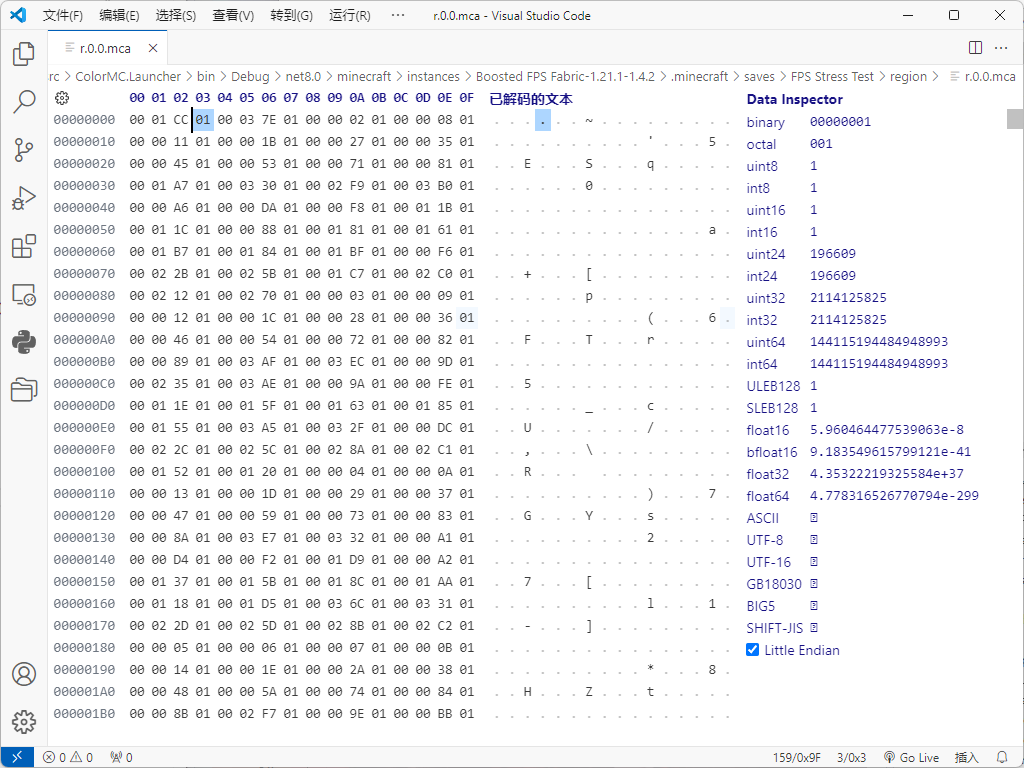 文件(F) 编辑(E) 选择(S) 查看(V) 转到(G) 运行(R) ··· r.0.0.mca - Visual Studio Code
r.0.0.mca
rc > ColorMC.Launcher > bin > Debug > net8.0 > minecraft > instances > Boosted FPS Fabric-1.21.1-1.4.2 > .minecraft > saves > FPS Stress Test > region > r.0.0.mca
00 01 02 03 04 05 06 07 08 09 0A 0B 0C 0D 0E 0F 已解码的文本
00000000 00 01 CC 01 00 03 7E 01 00 00 02 01 00 00 08 01 . . . . . . ~ . . . . . . . . .
00000010 00 00 11 01 00 00 1B 01 00 00 27 01 00 00 35 01 . . . . . . . . . . ' . . . 5 .
00000020 00 00 45 01 00 00 53 01 00 00 71 01 00 00 81 01 . . E . . . S . . . q . . . . .
00000030 00 01 A7 01 00 03 30 01 00 02 F9 01 00 03 B0 01 . . . . . . 0 . . . . . . . . .
00000040 00 00 A6 01 00 00 DA 01 00 00 F8 01 00 01 1B 01 . . . . . . . . . . . . . . . .
00000050 00 01 1C 01 00 00 88 01 00 01 81 01 00 01 61 01 . . . . . . . . . . . . . . a .
00000060 00 01 B7 01 00 01 84 01 00 01 BF 01 00 00 F6 01 . . . . . . . . . . . . . . . .
00000070 00 02 2B 01 00 02 5B 01 00 01 C7 01 00 02 C0 01 . . + . . . [ . . . . . . . . .
00000080 00 02 12 01 00 02 70 01 00 00 03 01 00 00 09 01 . . . . . . p . . . . . . . . .
00000090 00 00 12 01 00 00 1C 01 00 00 28 01 00 00 36 01 . . . . . . . . . . ( . . . 6 .
000000A0 00 00 46 01 00 00 54 01 00 00 72 01 00 00 82 01 . . F . . . T . . . r . . . . .
000000B0 00 00 89 01 00 03 AF 01 00 03 EC 01 00 00 9D 01 . . . . . . . . . . . . . . . .
000000C0 00 02 35 01 00 03 AE 01 00 00 9A 01 00 00 FE 01 . . 5 . . . . . . . . . . . . .
000000D0 00 01 1E 01 00 01 5F 01 00 01 63 01 00 01 85 01 . . . . . . _ . . . c . . . . .
000000E0 00 01 55 01 00 03 A5 01 00 03 2F 01 00 00 DC 01 . . U . . . . . . . / . . . . .
000000F0 00 02 2C 01 00 02 5C 01 00 02 8A 01 00 02 C1 01 . . , . . . \ . . . . . . . . .
00000100 00 01 52 01 00 01 20 01 00 00 04 01 00 00 0A 01 . . R . . .   . . . . . . . . .
00000110 00 00 13 01 00 00 1D 01 00 00 29 01 00 00 37 01 . . . . . . . . . . ) . . . 7 .
00000120 00 00 47 01 00 00 59 01 00 00 73 01 00 00 83 01 . . G . . . Y . . . s . . . . .
00000130 00 00 8A 01 00 03 E7 01 00 03 32 01 00 00 A1 01 . . . . . . . . . . 2 . . . . .
00000140 00 00 D4 01 00 00 F2 01 00 01 D9 01 00 00 A2 01 . . . . . . . . . . . . . . . .
00000150 00 01 37 01 00 01 5B 01 00 01 8C 01 00 01 AA 01 . . 7 . . . [ . . . . . . . . .
00000160 00 01 18 01 00 01 D5 01 00 03 6C 01 00 03 31 01 . . . . . . . . . . l . . . 1 .
00000170 00 02 2D 01 00 02 5D 01 00 02 8B 01 00 02 C2 01 . . - . . . ] . . . . . . . . .
00000180 00 00 05 01 00 00 06 01 00 00 07 01 00 00 0B 01 . . . . . . . . . . . . . . . .
00000190 00 00 14 01 00 00 1E 01 00 00 2A 01 00 00 38 01 . . . . . . . . . . * . . . 8 .
000001A0 00 00 48 01 00 00 5A 01 00 00 74 01 00 00 84 01 . . H . . . Z . . . t . . . . .
000001B0 00 00 8B 01 00 02 F7 01 00 00 9E 01 00 00 BB 01 . . . . . . . . . . . . . . . .
Data Inspector
binary 00000001
octal 001
uint8 1
int8 1
uint16 1
int16 1
uint24 196609
int24 196609
uint32 2114125825
int32 2114125825
uint64 144115194484948993
int64 144115194484948993
ULEB128 1
SLEB128 1
float16 5.960464477539063e-8
bfloat16 9.183549615799121e-41
float32 4.35322219325584e+37
float64 4.778316526770794e-299
ASCII
UTF-8
UTF-16
GB18030
BIG5
SHIFT-JIS
Little Endian
0 0 0 159/0x9F 3/0x3 Go Live 插入